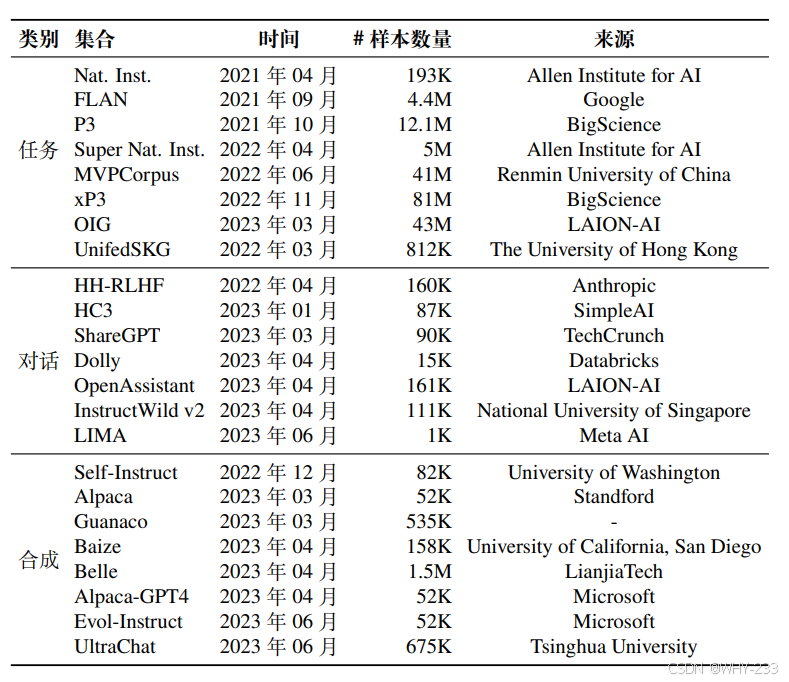 类别 集合 时间 # 样本数量 来源
Nat. Inst. 2021 年 04 月 193K Allen Institute for AI
FLAN 2021 年 09 月 4.4M Google
P3 2021 年 10 月 12.1M BigScience
任务 Super Nat. Inst. 2022 年 04 月 5M Allen Institute for AI
MVPCorpus 2022 年 06 月 41M Renmin University of China
xP3 2022 年 11 月 81M BigScience
OIG 2023 年 03 月 43M LAION-AI
UnifedSKG 2022 年 03 月 812K The University of Hong Kong
HH-RLHF 2022 年 04 月 160K Anthropic
HC3 2023 年 01 月 87K SimpleAI
ShareGPT 2023 年 03 月 90K TechCrunch
对话 Dolly 2023 年 04 月 15K Databricks
OpenAssistant 2023 年 04 月 161K LAION-AI
InstructWild v2 2023 年 04 月 111K National University of Singapore
LIMA 2023 年 06 月 1K Meta AI
Self-Instruct 2022 年 12 月 82K University of Washington
Alpaca 2023 年 03 月 52K Standford
Guanaco 2023 年 03 月 535K -
Baize 2023 年 04 月 158K University of California, San Diego
合成 Belle 2023 年 04 月 1.5M LianjiaTech
Alpaca-GPT4 2023 年 04 月 52K Microsoft
Evol-Instruct 2023 年 06 月 52K Microsoft
UltraChat 2023 年 06 月 675K Tsinghua University
CSDN @WHY-233